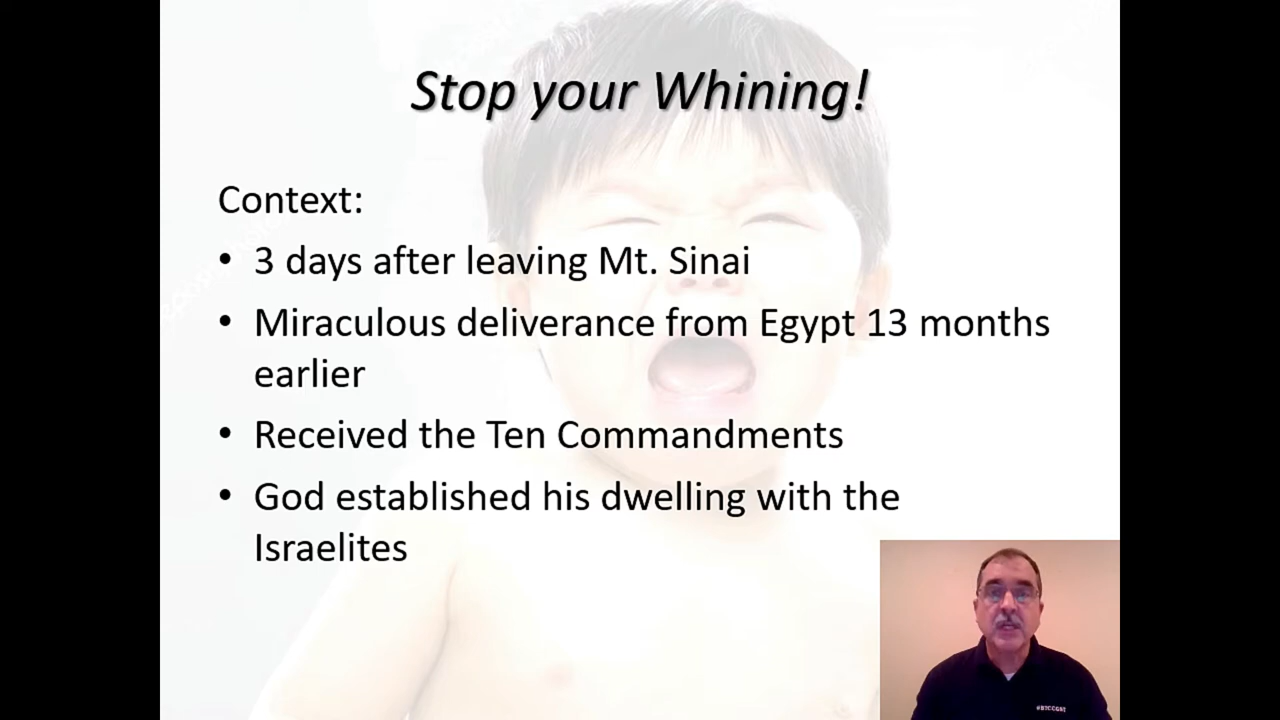 Stop your Whining!
Context:
• 3 days after leaving Mt. Sinai
• Miraculous deliverance from Egypt 13 months
earlier
• Received the Ten Commandments
• God established his dwelling with the
Israelites